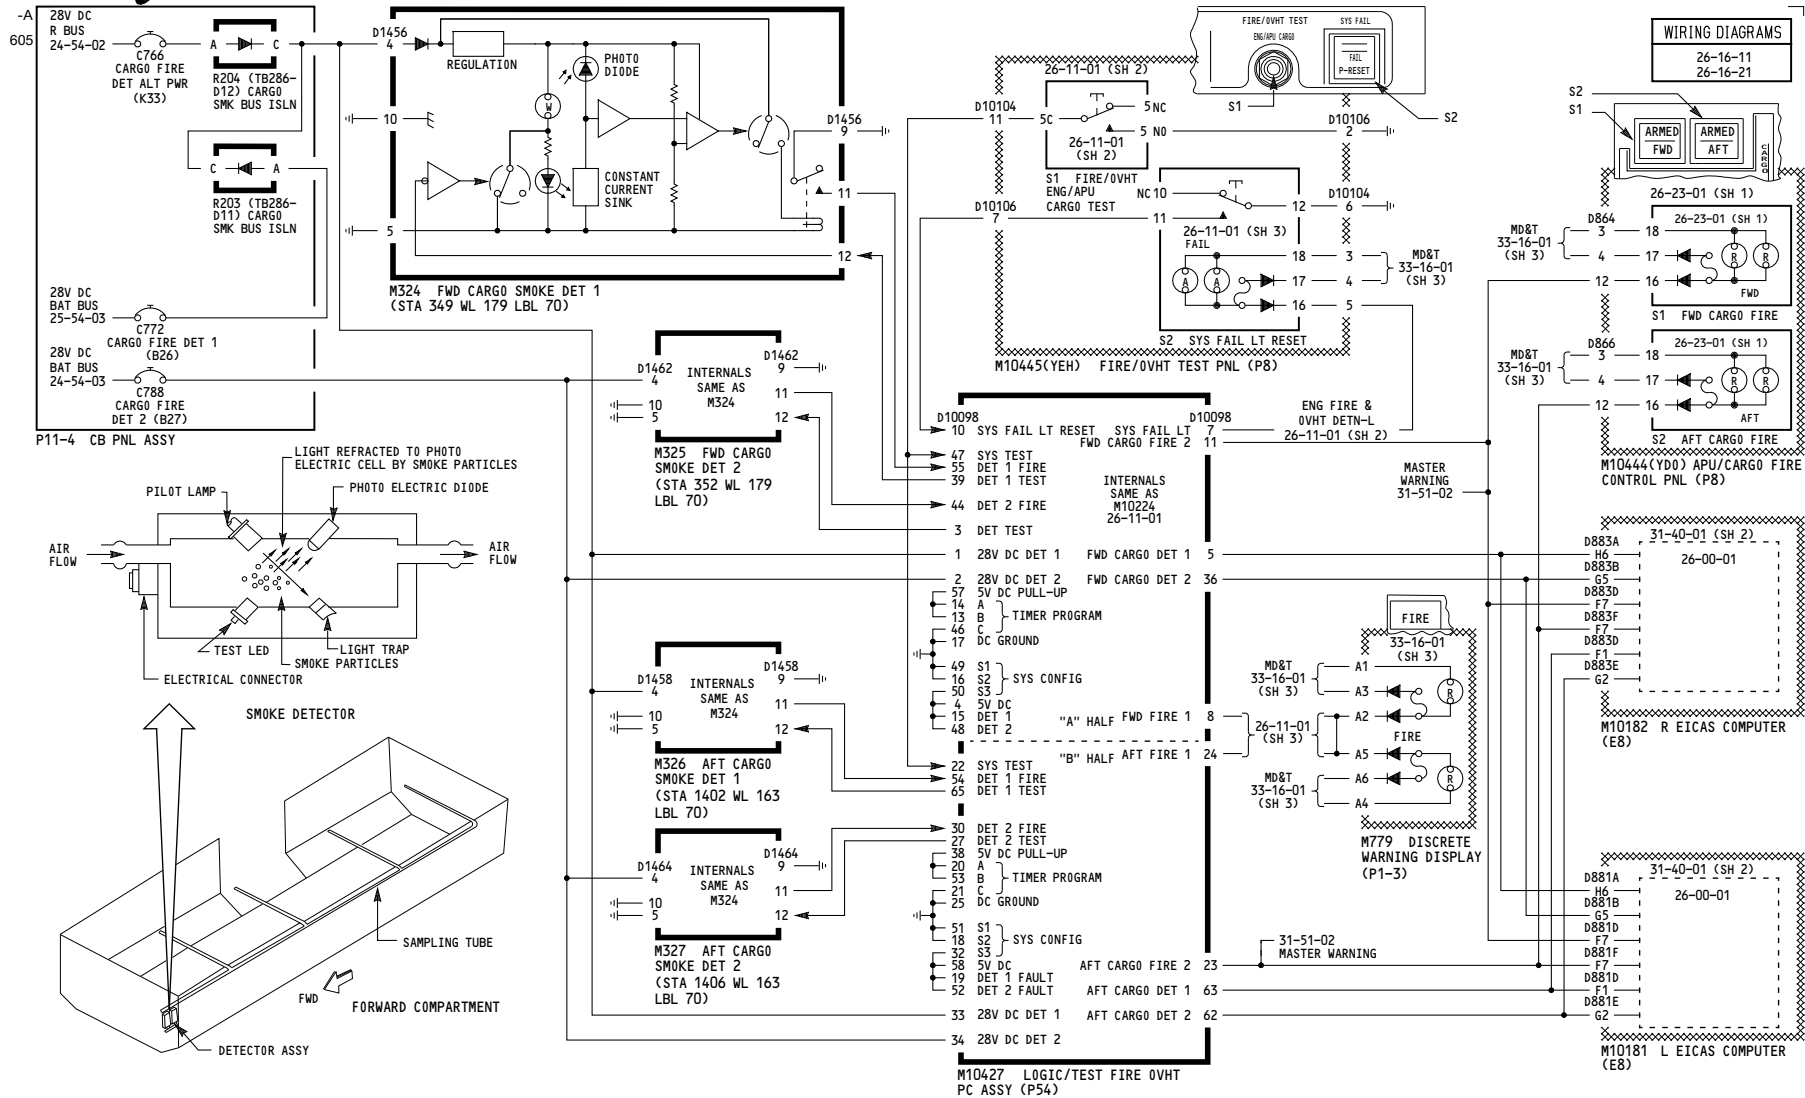 -A
605
28V DC
R BUS
24-54-02
C766
CARGO FIRE
DET ALT PWR
(K33)
A
C
R204 (TB286-
D12) CARGO
SMK BUS ISLN
C
A
R203 (TB286-
D11) CARGO
SMK BUS ISLN
28V DC
BAT BUS
25-54-03
C772
CARGO FIRE DET 1
(B26)
28V DC
BAT BUS
24-54-03
C788
CARGO FIRE
DET 2 (B27)
P11-4 CB PNL ASSY
D1456
4
REGULATION
PHOTO
DIODE
W
10
CONSTANT
CURRENT
SINK
5
D1456
9
11
12
M324 FWD CARGO SMOKE DET 1
(STA 349 WL 179 LBL 70)
LIGHT REFRACTED TO PHOTO
ELECTRIC CELL BY SMOKE PARTICLES
PILOT LAMP
PHOTO ELECTRIC DIODE
AIR
FLOW
AIR
FLOW
TEST LED
LIGHT TRAP
SMOKE PARTICLES
ELECTRICAL CONNECTOR
SMOKE DETECTOR
SAMPLING TUBE
FWD
FORWARD COMPARTMENT
DETECTOR ASSY
D1462
4
10
5
INTERNALS
SAME AS
M324
D1462
9
11
12
M325 FWD CARGO
SMOKE DET 2
(STA 352 WL 179
LBL 70)
D1458
4
10
5
INTERNALS
SAME AS
M324
D1458
9
11
12
M326 AFT CARGO
SMOKE DET 1
(STA 1402 WL 163
LBL 70)
D1464
4
10
5
INTERNALS
SAME AS
M324
D1464
9
11
12
M327 AFT CARGO
SMOKE DET 2
(STA 1406 WL 163
LBL 70)
FIRE/OVHT TEST
ENG/APU CARGO
SYS FAIL
FAIL
P-RESET
S1
S2
26-11-01 (SH 2)
D10104
11
5C
5 NC
5 NO
26-11-01
(SH 2)
D10106
2
S1 FIRE/OVHT
ENG/APU
CARGO TEST
NC 10
12
D10104
6
D10106
7
11
26-11-01 (SH 3)
FAIL
A
A
18
3
17
4
16
5
MD&T
33-16-01
(SH 3)
S2 SYS FAIL LT RESET
M10445(YEH) FIRE/OVHT TEST PNL (P8)
D10098
D10098
10 SYS FAIL LT RESET
SYS FAIL LT 7
FWD CARGO FIRE 2 11
ENG FIRE &
OVHT DETN-L
26-11-01 (SH 2)
47 SYS TEST
55 DET 1 FIRE
39 DET 1 TEST
44 DET 2 FIRE
3 DET TEST
INTERNALS
SAME AS
M10224
26-11-01
1 28V DC DET 1
FWD CARGO DET 1 5
2 28V DC DET 2
FWD CARGO DET 2 36
57 5V DC PULL-UP
14 A
13 B
46 C
TIMER PROGRAM
17 DC GROUND
49 S1
16 S2
50 S3
SYS CONFIG
4 5V DC
15 DET 1
48 DET 2
"A" HALF
FWD FIRE 1 8
"B" HALF
AFT FIRE 1 24
22 SYS TEST
54 DET 1 FIRE
65 DET 1 TEST
30 DET 2 FIRE
27 DET 2 TEST
38 5V DC PULL-UP
20 A
53 B
21 C
TIMER PROGRAM
25 DC GROUND
51 S1
18 S2
32 S3
SYS CONFIG
58 5V DC
19 DET 1 FAULT
52 DET 2 FAULT
AFT CARGO FIRE 2 23
AFT CARGO DET 1 63
33 28V DC DET 1
AFT CARGO DET 2 62
34 28V DC DET 2
31-51-02
MASTER WARNING
M10427 LOGIC/TEST FIRE OVHT
PC ASSY (P54)
MASTER
WARNING
31-51-02
26-11-01
(SH 3)
FIRE
33-16-01
(SH 3)
MD&T
33-16-01
(SH 3)
A1
A3
A2
R
FIRE
A5
A6
A4
R
MD&T
33-16-01
(SH 3)
M779 DISCRETE
WARNING DISPLAY
(P1-3)
WIRING DIAGRAMS
26-16-11
26-16-21
S2
S1
ARMED
FWD
ARMED
AFT
CARGO
26-23-01 (SH 1)
D864
3
18
26-23-01 (SH 1)
MD&T
33-16-01
(SH 3)
4
17
12
16
R
R
FWD
S1 FWD CARGO FIRE
D866
3
18
26-23-01 (SH 1)
MD&T
33-16-01
(SH 3)
4
17
12
16
R
R
AFT
S2 AFT CARGO FIRE
M10444(YDO) APU/CARGO FIRE
CONTROL PNL (P8)
31-40-01 (SH 2)
26-00-01
D883A
H6
D883B
G5
D883D
F7
D883F
F7
D883D
F1
D883E
G2
M10182 R EICAS COMPUTER
(E8)
31-40-01 (SH 2)
26-00-01
D881A
H6
D881B
G5
D881D
F7
D881F
F7
D881D
F1
D881E
G2
M10181 L EICAS COMPUTER
(E8)